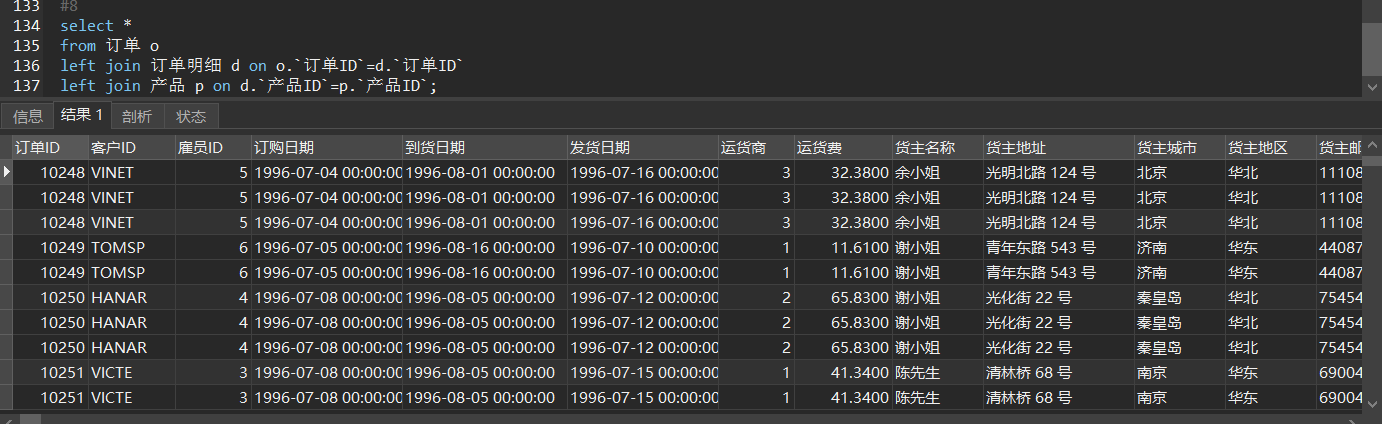 133 #8
134 select *
135 from 订单 o
136 left join 订单明细 d on o.`订单ID`=d.`订单ID`
137 left join 产品 p on d.`产品ID`=p.`产品ID`;
信息 结果 1 剖析 状态
订单ID 客户ID 雇员ID 订购日期 到货日期 发货日期 运货商 运货费 货主名称 货主地址 货主城市 货主地区 货主邮
10248 VINET 5 1996-07-04 00:00:00 1996-08-01 00:00:00 1996-07-16 00:00:00 3 32.3800 余小姐 光明北路 124 号 北京 华北 11108
10248 VINET 5 1996-07-04 00:00:00 1996-08-01 00:00:00 1996-07-16 00:00:00 3 32.3800 余小姐 光明北路 124 号 北京 华北 11108
10248 VINET 5 1996-07-04 00:00:00 1996-08-01 00:00:00 1996-07-16 00:00:00 3 32.3800 余小姐 光明北路 124 号 北京 华北 11108
10249 TOMSP 6 1996-07-05 00:00:00 1996-08-16 00:00:00 1996-07-10 00:00:00 1 11.6100 谢小姐 青年东路 543 号 济南 华东 44087
10249 TOMSP 6 1996-07-05 00:00:00 1996-08-16 00:00:00 1996-07-10 00:00:00 1 11.6100 谢小姐 青年东路 543 号 济南 华东 44087
10250 HANAR 4 1996-07-08 00:00:00 1996-08-05 00:00:00 1996-07-12 00:00:00 2 65.8300 谢小姐 光化街 22 号 秦皇岛 华北 75454
10250 HANAR 4 1996-07-08 00:00:00 1996-08-05 00:00:00 1996-07-12 00:00:00 2 65.8300 谢小姐 光化街 22 号 秦皇岛 华北 75454
10250 HANAR 4 1996-07-08 00:00:00 1996-08-05 00:00:00 1996-07-12 00:00:00 2 65.8300 谢小姐 光化街 22 号 秦皇岛 华北 75454
10251 VICTE 3 1996-07-08 00:00:00 1996-08-05 00:00:00 1996-07-15 00:00:00 1 41.3400 陈先生 清林桥 68 号 南京 华东 69004
10251 VICTE 3 1996-07-08 00:00:00 1996-08-05 00:00:00 1996-07-15 00:00:00 1 41.3400 陈先生 清林桥 68 号 南京 华东 69004